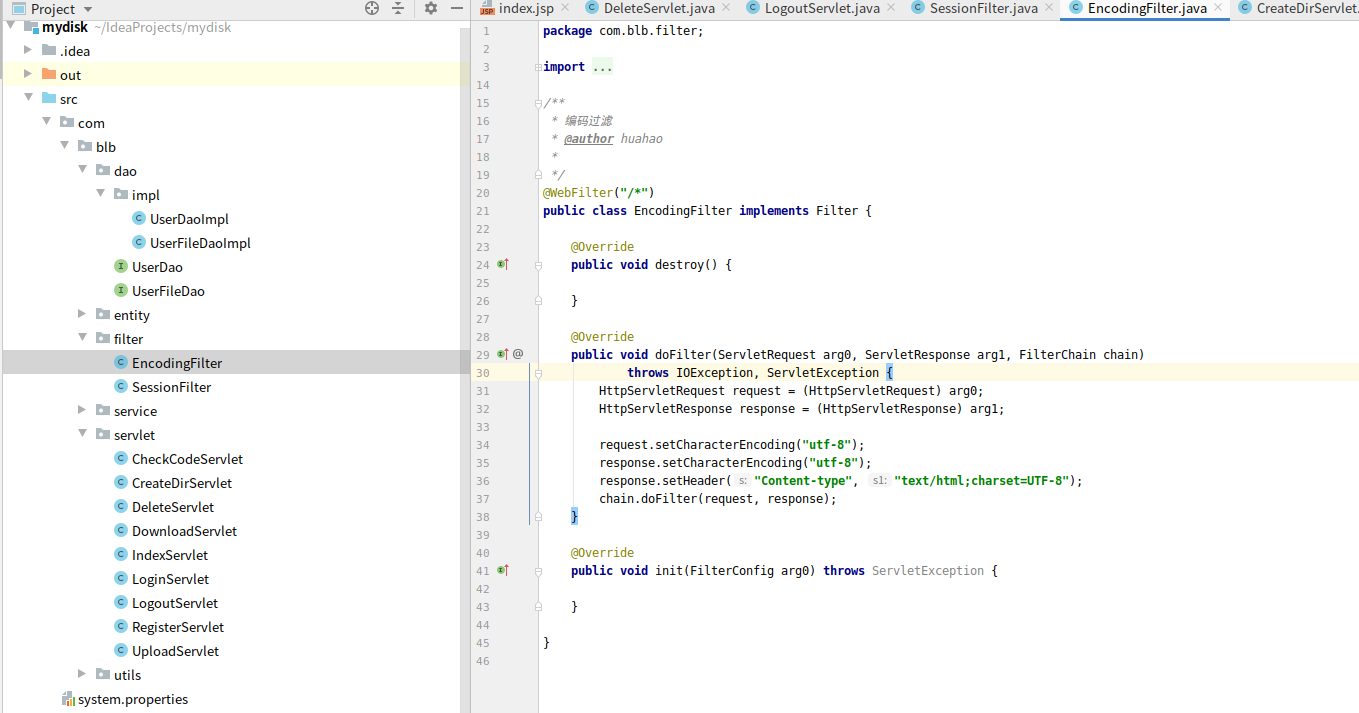 Project
index.jsp
DeleteServlet.java
LogoutServlet.java
SessionFilter.java
EncodingFilter.java
CreateDirServlet.
mydisk ~/IdeaProjects/mydisk
.idea
out
src
com
blb
dao
impl
UserDaoImpl
UserFileDaoImpl
UserDao
UserFileDao
entity
filter
EncodingFilter
SessionFilter
service
servlet
CheckCodeServlet
CreateDirServlet
DeleteServlet
DownloadServlet
IndexServlet
LoginServlet
LogoutServlet
RegisterServlet
UploadServlet
utils
system.properties
1 package com.blb.filter;
2
3 import ...
14
15 /**
16 * 编码过滤
17 * @author huahao
18 *
19 */
20 @WebFilter("/*")
21 public class EncodingFilter implements Filter {
22
23 @Override
24 public void destroy() {
25
26 }
27
28 @Override
29 @ public void doFilter(ServletRequest arg0, ServletResponse arg1, FilterChain chain)
30 throws IOException, ServletException {
31 HttpServletRequest request = (HttpServletRequest) arg0;
32 HttpServletResponse response = (HttpServletResponse) arg1;
33
34 request.setCharacterEncoding("utf-8");
35 response.setCharacterEncoding("utf-8");
36 response.setHeader( s: "Content-type", s1: "text/html;charset=UTF-8");
37 chain.doFilter(request, response);
38 }
39
40 @Override
41 public void init(FilterConfig arg0) throws ServletException {
42
43 }
44
45 }
46